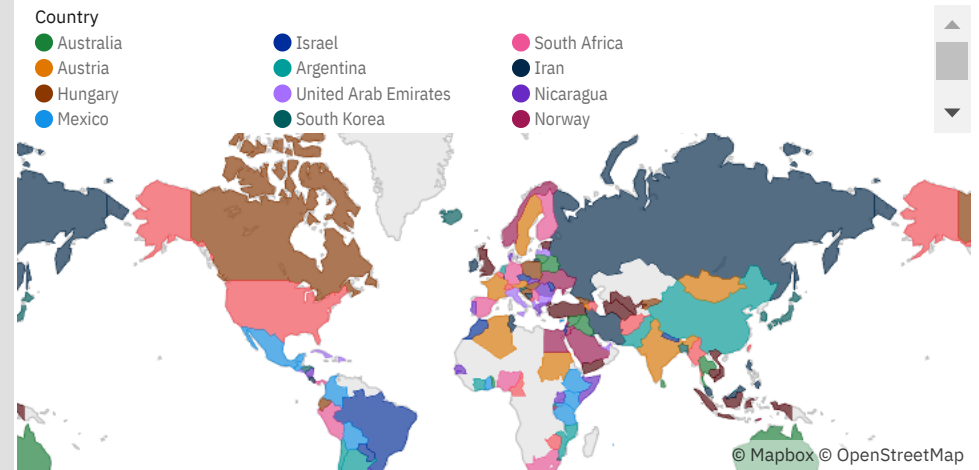 Country
Australia
Israel
South Africa
Austria
Argentina
Iran
Hungary
United Arab Emirates
Nicaragua
Mexico
South Korea
Norway
© Mapbox © OpenStreetMap